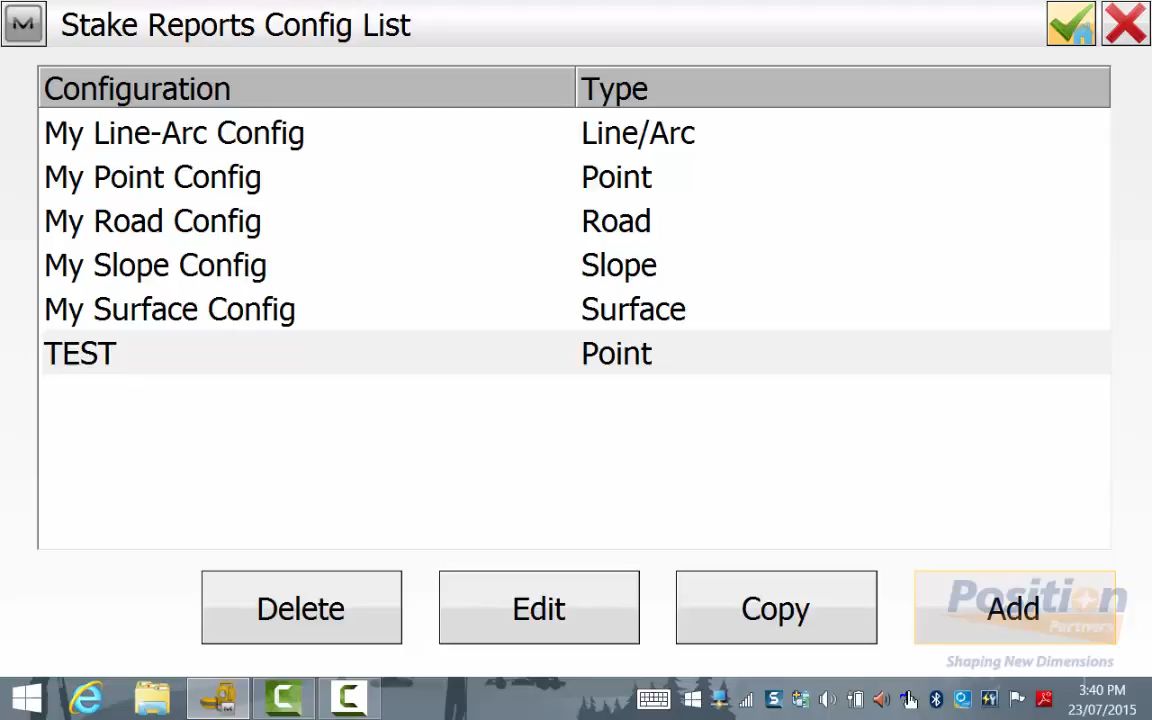 Stake Reports Config List
Configuration Type
My Line-Arc Config Line/Arc
My Point Config Point
My Road Config Road
My Slope Config Slope
My Surface Config Surface
TEST Point
Delete Edit Copy Add
Position
Partners
Shaping New Dimensions
3:40 PM
23/07/2015